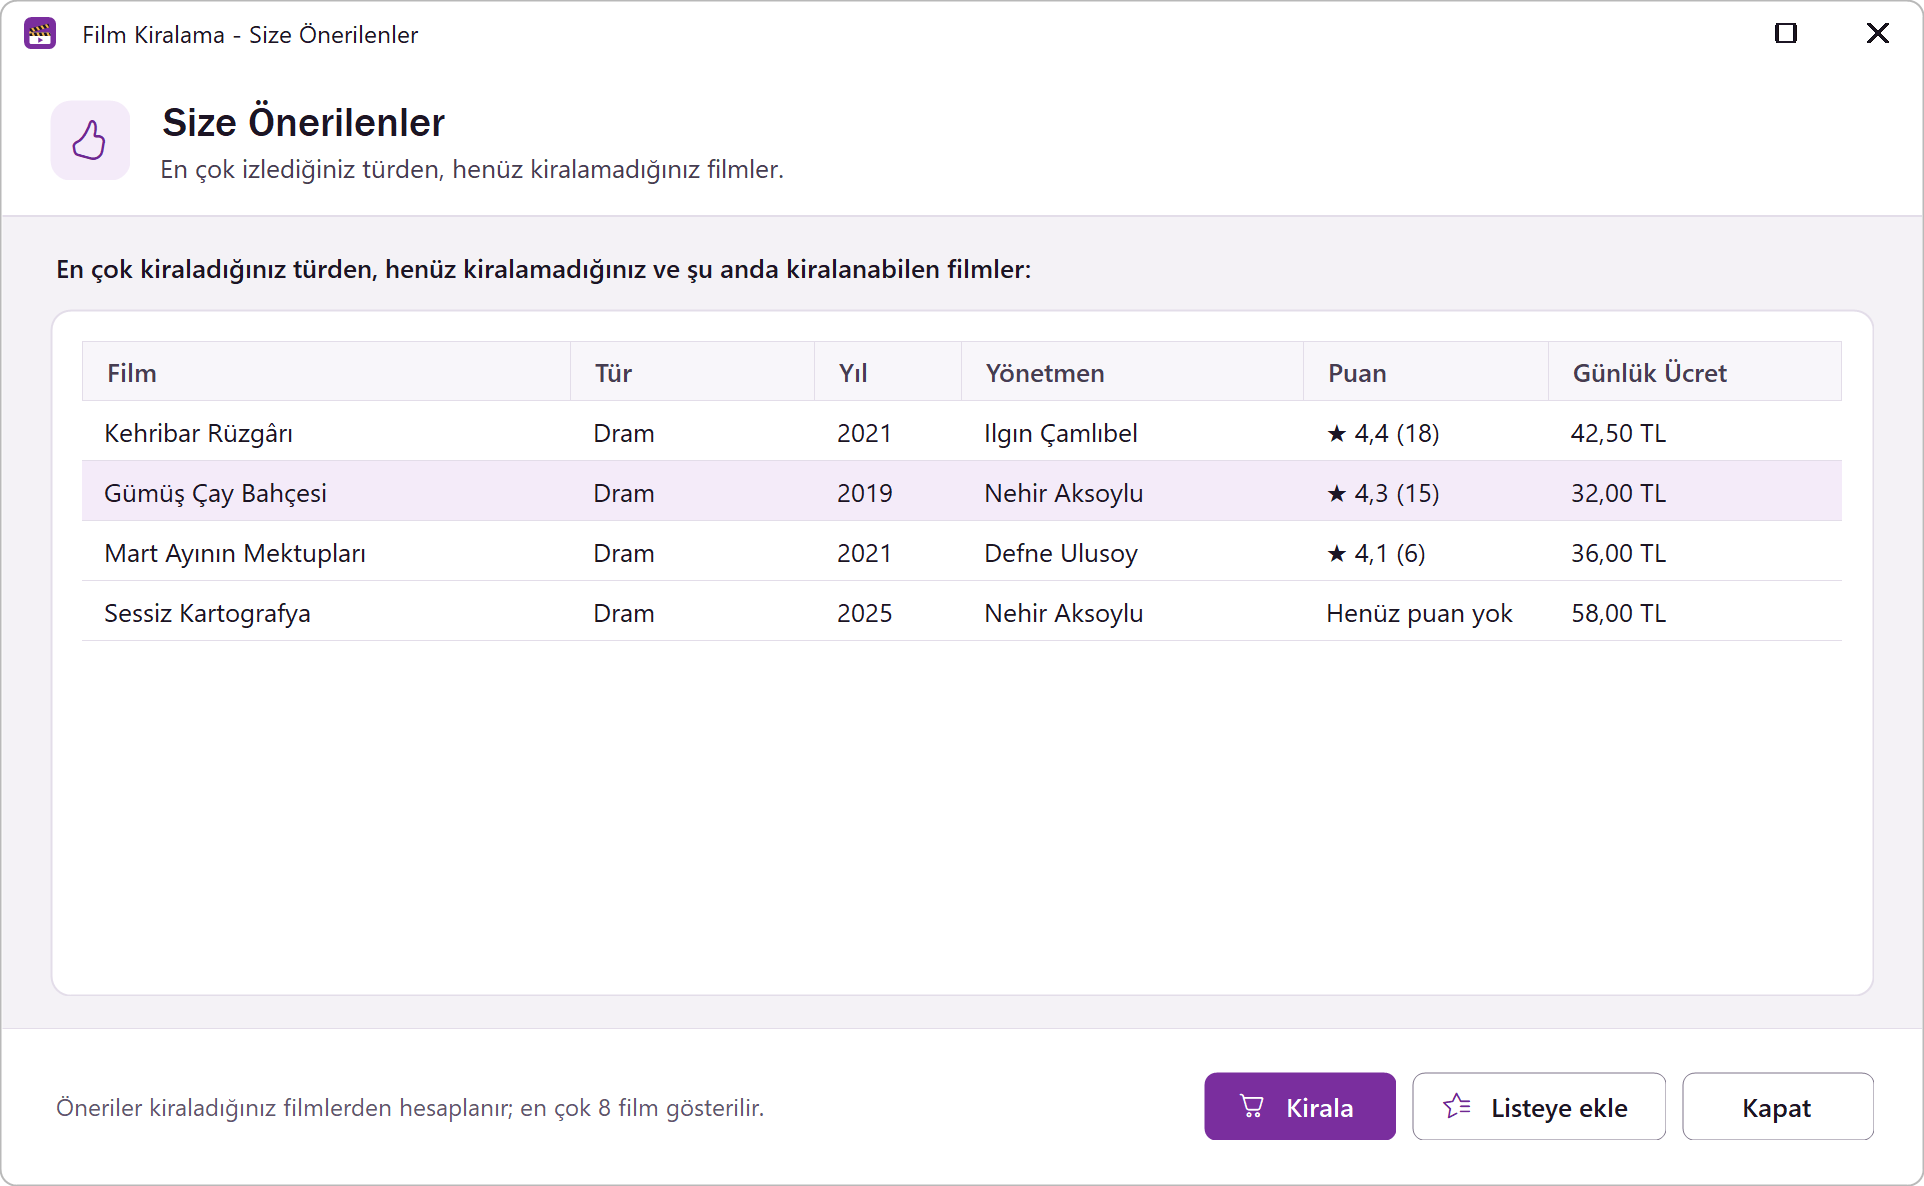 Film Kiralama - Size Önerilenler
Size Önerilenler
En çok izlediğiniz türden, henüz kiralamadığınız filmler.
En çok kiraladığınız türden, henüz kiralamadığınız ve şu anda kiralanabilen filmler:
Film Tür Yıl Yönetmen Puan Günlük Ücret
Kehribar Rüzgârı Dram 2021 Ilgın Çamlıbel ★ 4,4 (18) 42,50 TL
Gümüş Çay Bahçesi Dram 2019 Nehir Aksoylu ★ 4,3 (15) 32,00 TL
Mart Ayının Mektupları Dram 2021 Defne Ulusoy ★ 4,1 (6) 36,00 TL
Sessiz Kartografya Dram 2025 Nehir Aksoylu Henüz puan yok 58,00 TL
Öneriler kiraladığınız filmlerden hesaplanır; en çok 8 film gösterilir.
Kirala Listeye ekle Kapat